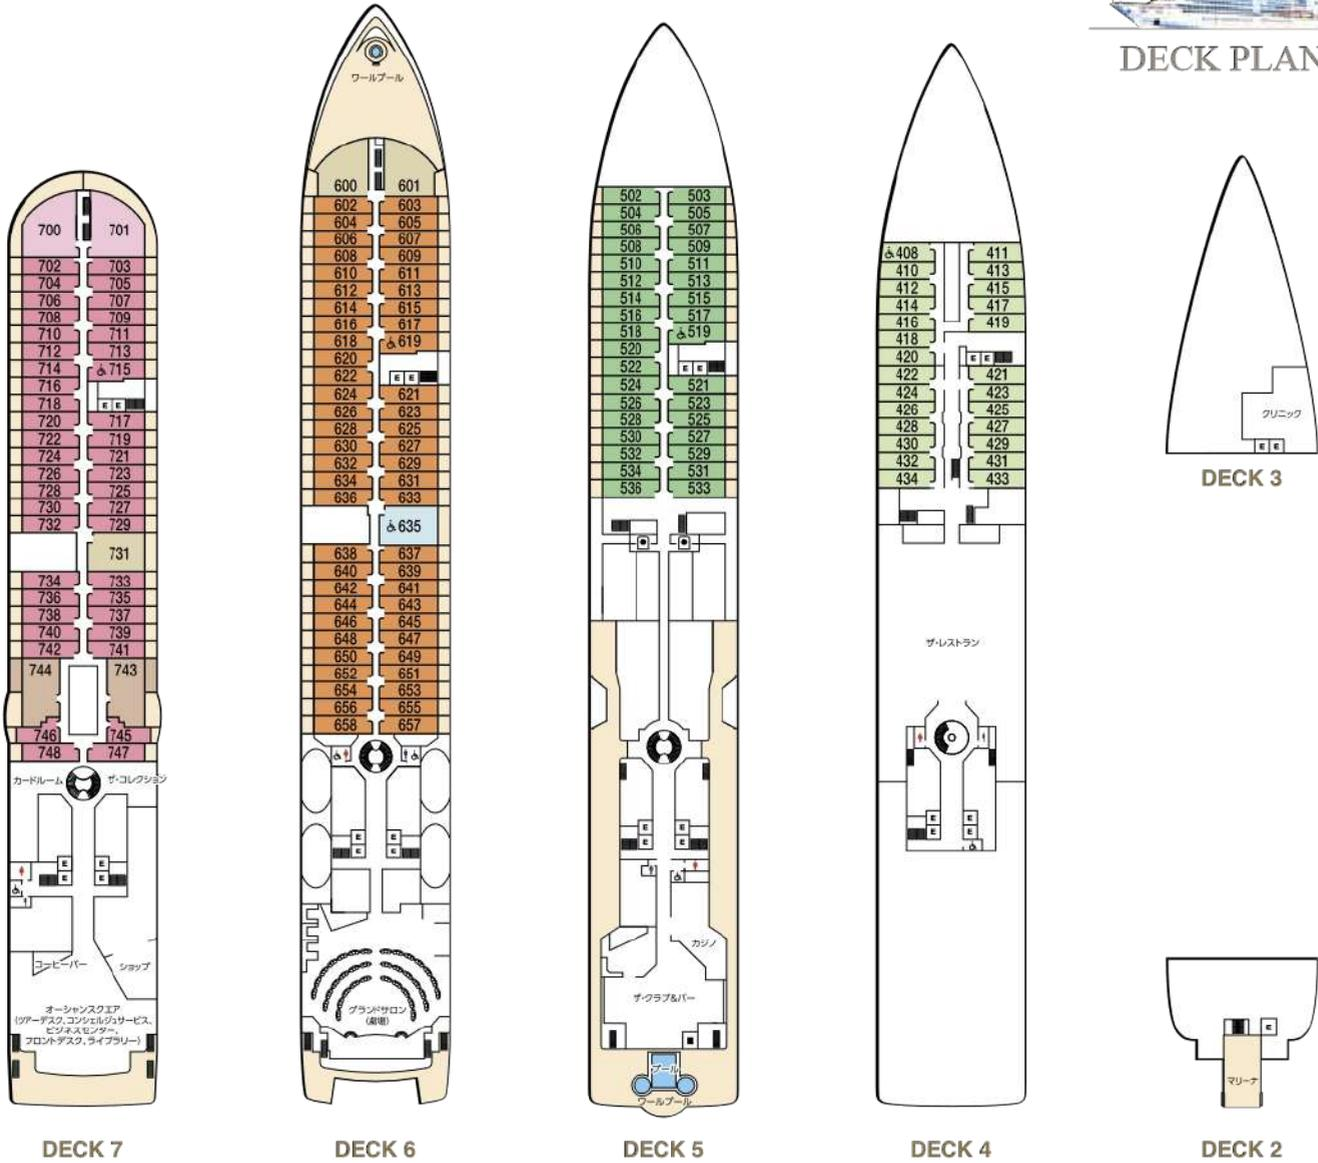 DECK PLAN
700 701
702 703
704 705
706 707
708 709
710 711
712 713
714 715
716
718 E E
720 717
722 719
724 721
726 723
728 725
730 727
732 729
731
734 733
736 735
738 737
740 739
742 741
744 743
746 745
748 747
カードルーム ザ・コレクション
E E
E E
コーヒーバー ショップ
オーシャンスクエア
(ツアーデスク、コンシェルジュサービス、
ビジネスセンター、
フロントデスク、ライブラリー)
DECK 7
ワールプール
600 601
602 603
604 605
606 607
608 609
610 611
612 613
614 615
616 617
618 619
620
622 E E
624 621
626 623
628 625
630 627
632 629
634 631
636 633
635
638 637
640 639
642 641
644 643
646 645
648 647
650 649
652 651
654 653
656 655
658 657
E E
E E
グランドサロン
(劇場)
DECK 6
502 503
504 505
506 507
508 509
510 511
512 513
514 515
516 517
518 519
520
522 E E
524 521
526 523
528 525
530 527
532 529
534 531
536 533
E E
E E
カジノ
ザ・クラブ&バー
プール
ワールプール
DECK 5
408 411
410 413
412 415
414 417
416 419
418
420 E E
422 421
424 423
426 425
428 427
430 429
432 431
434 433
ザ・レストラン
E E
E E
DECK 4
クリニック
E E
DECK 3
E
マリーナ
DECK 2